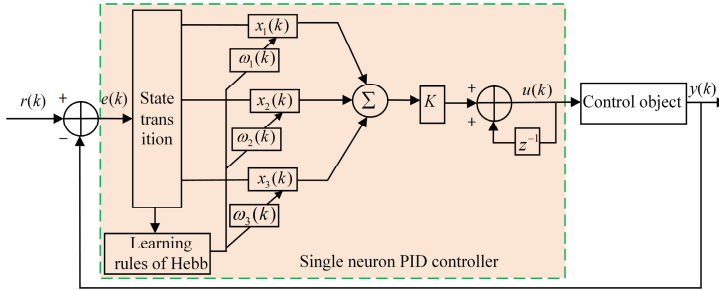 r(k)
+
−
e(k)
State
trans
ition
Learning
rules of Hebb
x₁(k)
ω₁(k)
x₂(k)
ω₂(k)
x₃(k)
ω₃(k)
Σ
K
+
+
u(k)
z⁻¹
Control object
y(k)
Single neuron PID controller